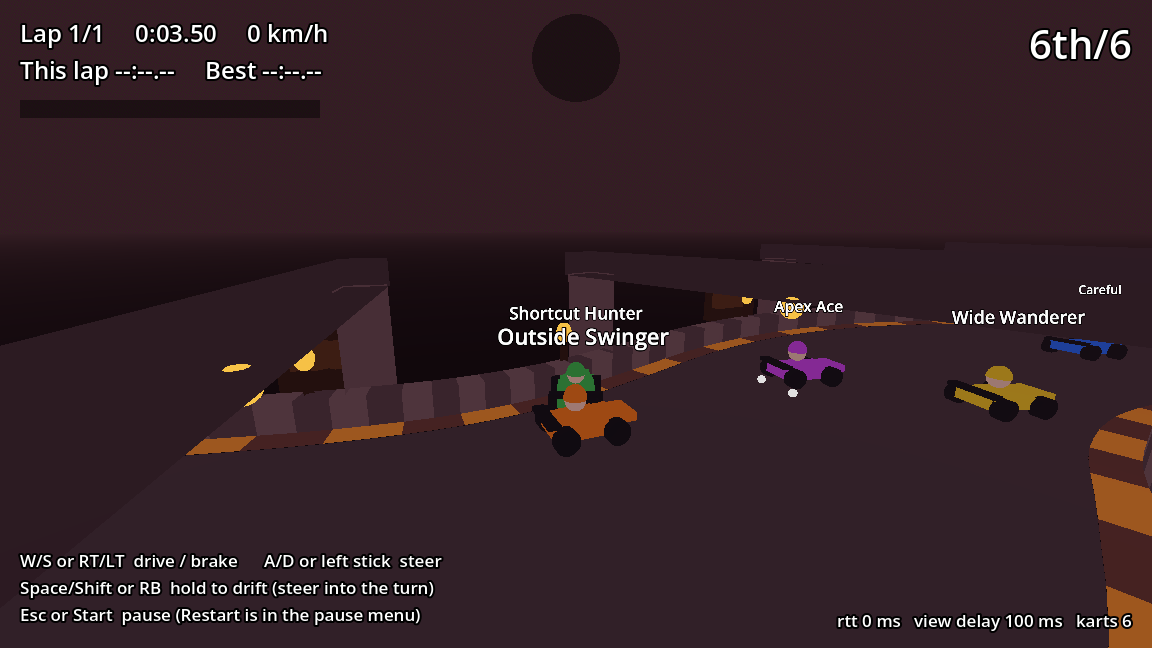 Lap 1/1 0:03.50 0 km/h
6th/6
This lap --:--.-- Best --:--.--
Careful
Shortcut Hunter
Apex Ace
Wide Wanderer
Outside Swinger
W/S or RT/LT drive / brake A/D or left stick steer
Space/Shift or RB hold to drift (steer into the turn)
Esc or Start pause (Restart is in the pause menu)
rtt 0 ms view delay 100 ms karts 6